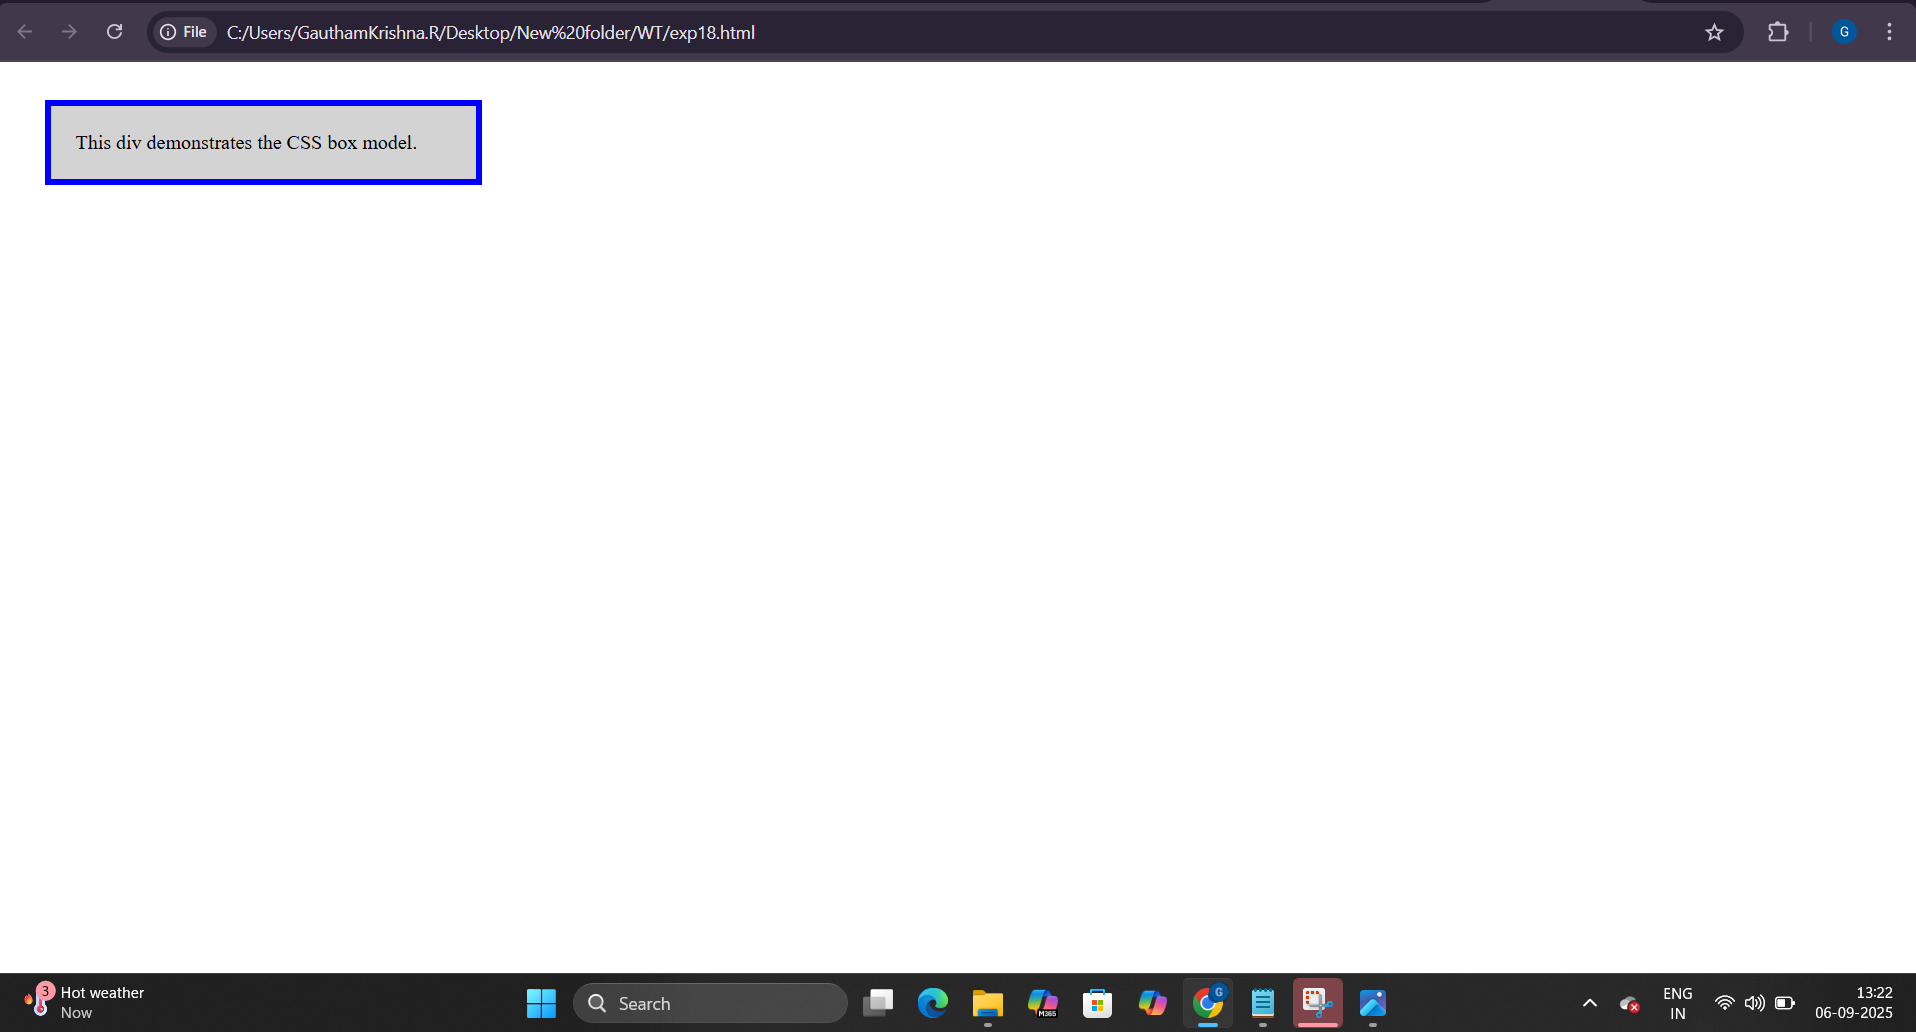 File C:/Users/GauthamKrishna.R/Desktop/New%20folder/WT/exp18.html
G
This div demonstrates the CSS box model.
3
Hot weather
Now
Search
M365
G
ENG
IN
13:22
06-09-2025